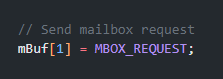 // Send mailbox request
mBuf[1] = MBOX_REQUEST;